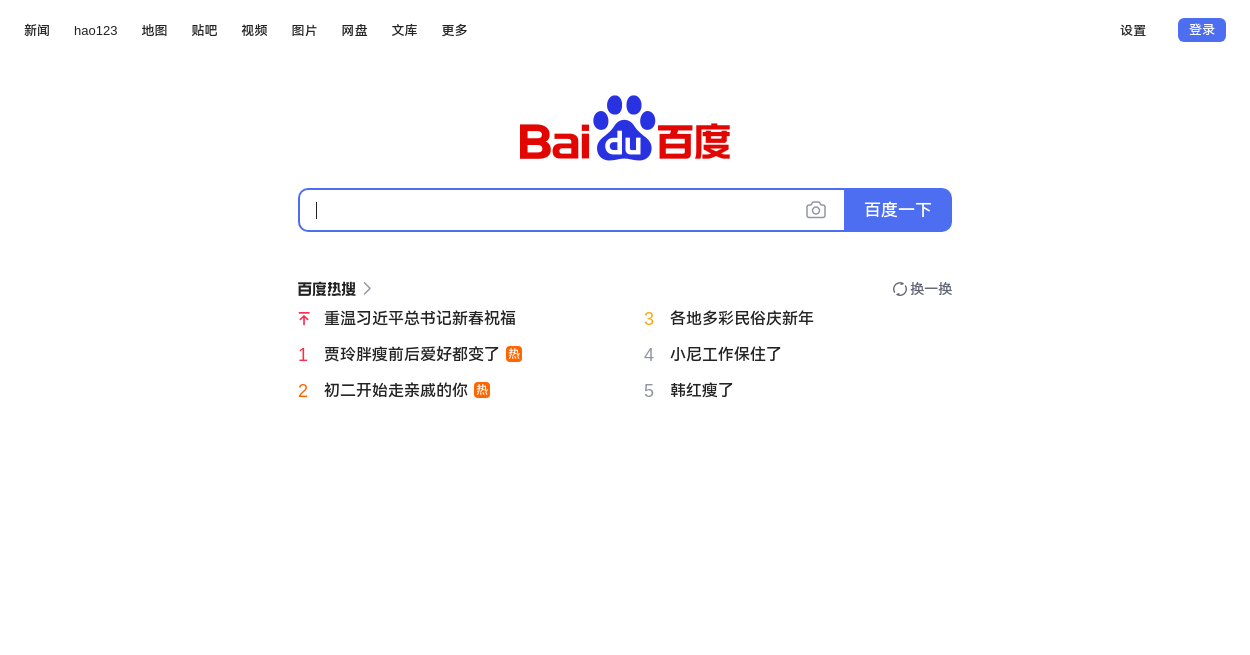 新闻 hao123 地图 贴吧 视频 图片 网盘 文库 更多 设置 登录
Bai du 百度
百度一下
百度热搜 换一换
重温习近平总书记新春祝福
3 各地多彩民俗庆新年
1 贾玲胖瘦前后爱好都变了 热
4 小尼工作保住了
2 初二开始走亲戚的你 热
5 韩红瘦了